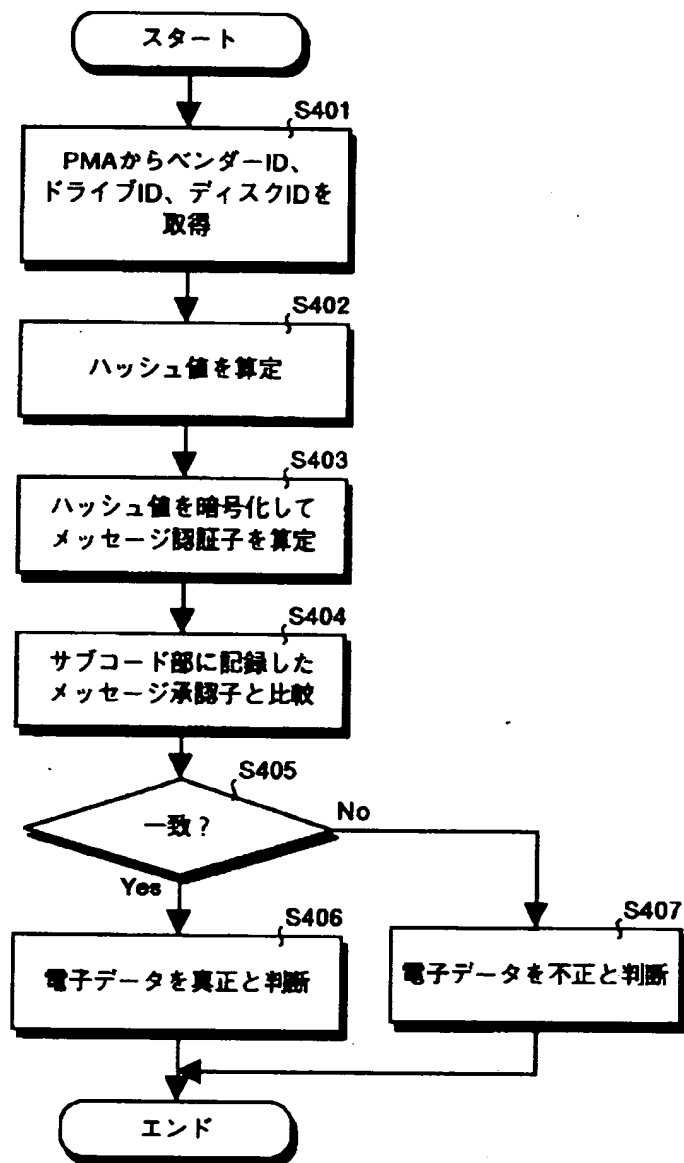 スタート
S401
PMAからベンダーID、
ドライブID、ディスクIDを
取得
S402
ハッシュ値を算定
S403
ハッシュ値を暗号化して
メッセージ認証子を算定
S404
サブコード部に記録した
メッセージ承認子と比較
S405
一致？
No
Yes
S406
電子データを真正と判断
S407
電子データを不正と判断
エンド